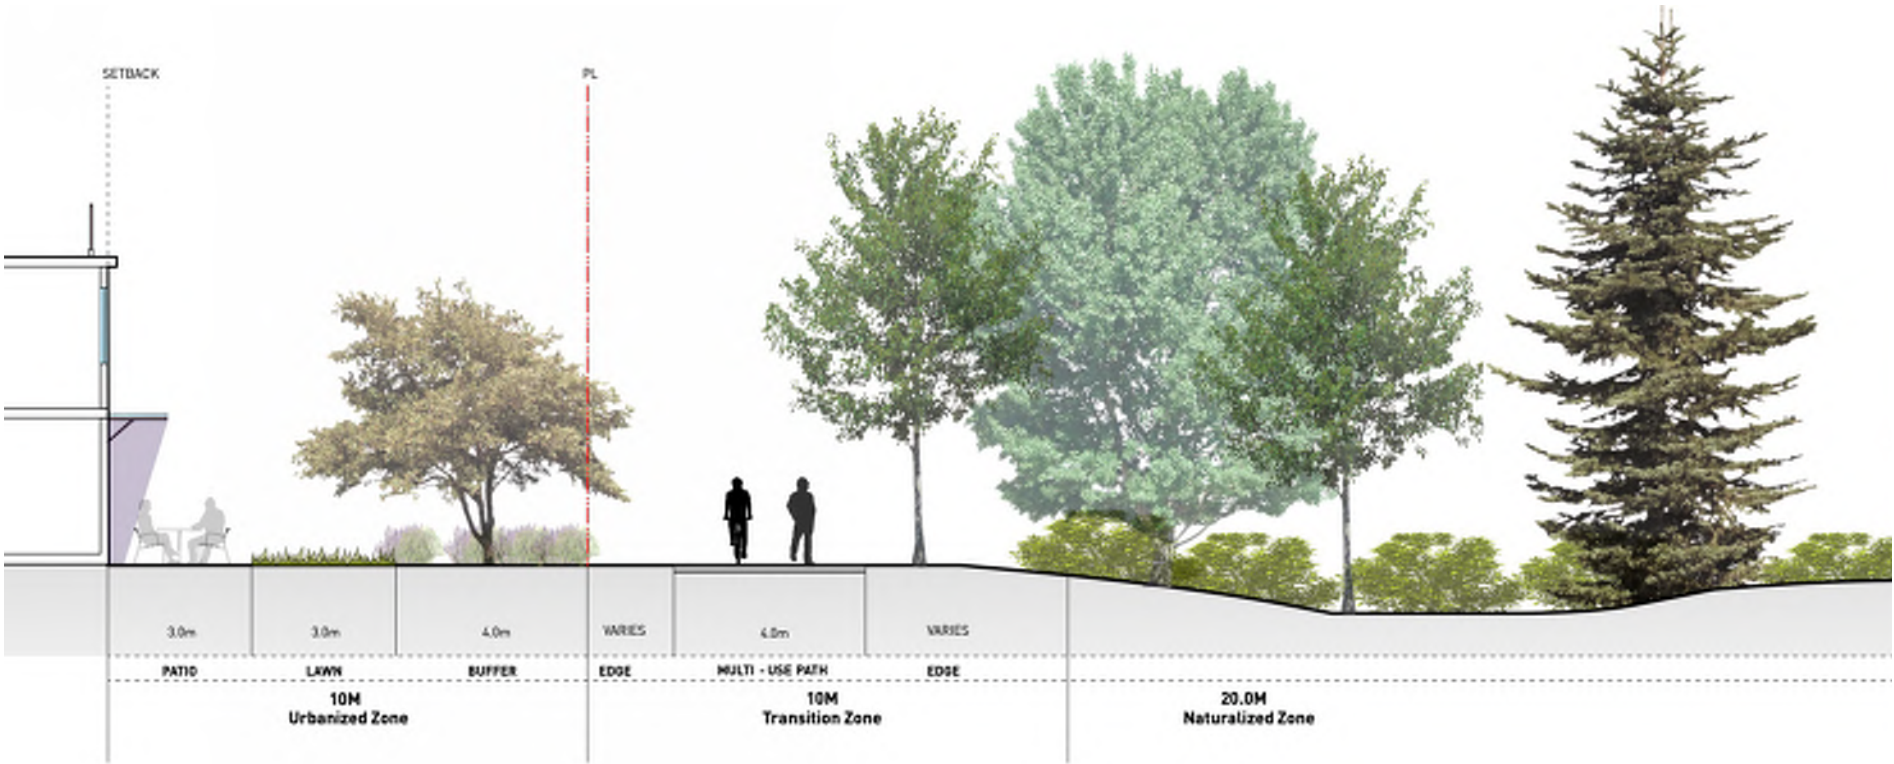 SETBACK
PL
3.0m
3.0m
4.0m
VARIES
4.0m
VARIES
PATIO
LAWN
BUFFER
EDGE
MULTI - USE PATH
EDGE
10M
Urbanized Zone
10M
Transition Zone
20.0M
Naturalized Zone